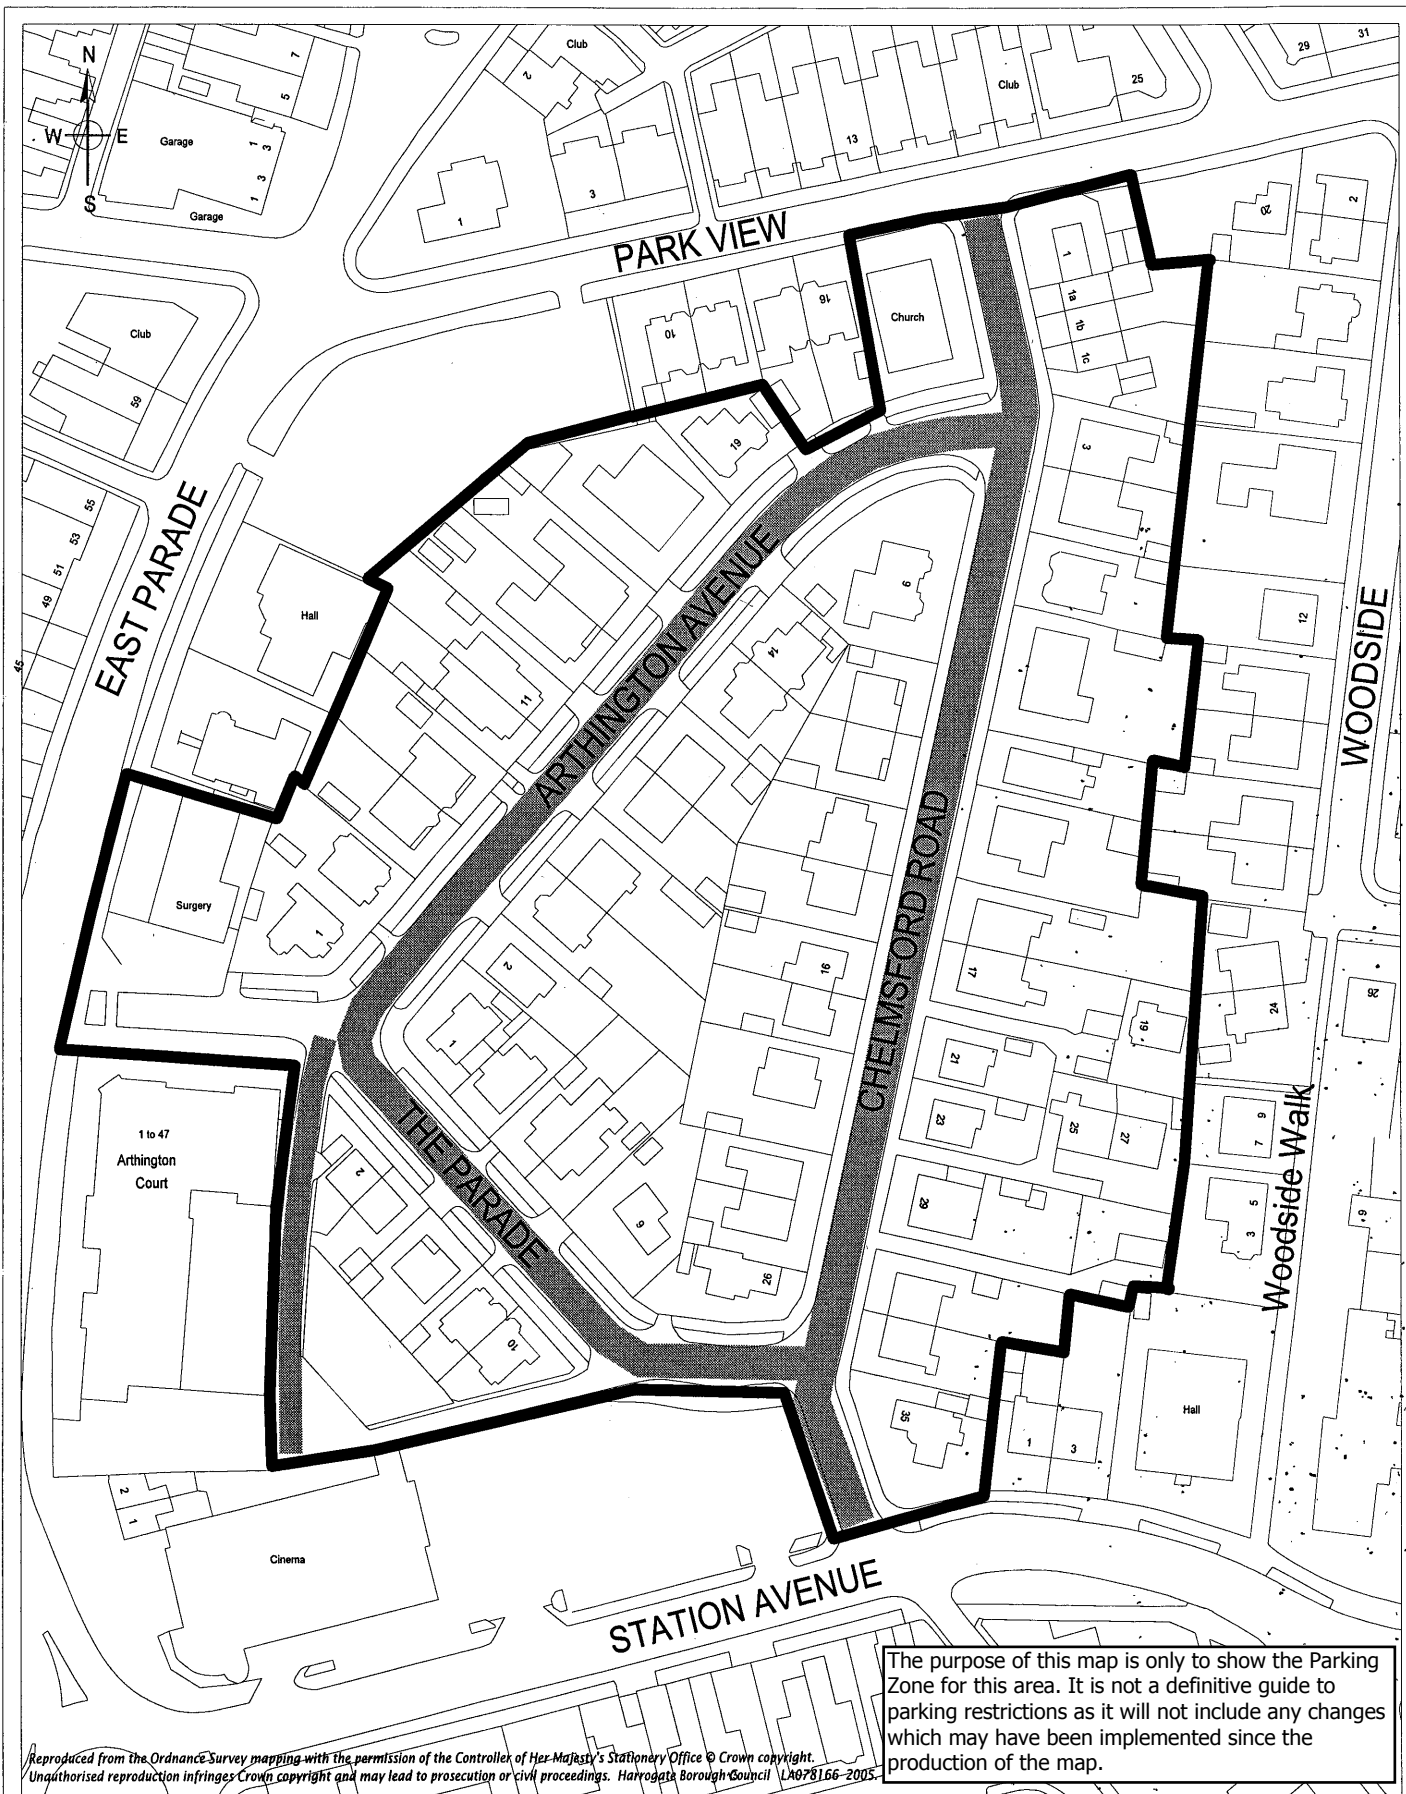 N
W E
S
7
5
Garage
1 3
1 3
Garage
Club
2
1
3
Club
13
25
29
31
PARK VIEW
20
2
Club
59
10
16
Church
1
1a
1b
1c
19
3
EAST PARADE
55
53
51
49
45
Hall
ARTHINGTON AVENUE
9
14
11
12
WOODSIDE
Surgery
1
CHELMSFORD ROAD
16
17
2
1
19
24
26
21
23
25
27
29
9
7
5
3
9
Woodside Walk
1 to 47
Arthington
Court
THE PARADE
2
9
26
10
35
1
3
Hall
2
1
Cinema
STATION AVENUE
The purpose of this map is only to show the Parking
Zone for this area. It is not a definitive guide to
parking restrictions as it will not include any changes
which may have been implemented since the
production of the map.
Reproduced from the Ordnance Survey mapping with the permission of the Controller of Her Majesty's Stationery Office © Crown copyright.
Unauthorised reproduction infringes Crown copyright and may lead to prosecution or civil proceedings. Harrogate Borough Council LA078166 2005.